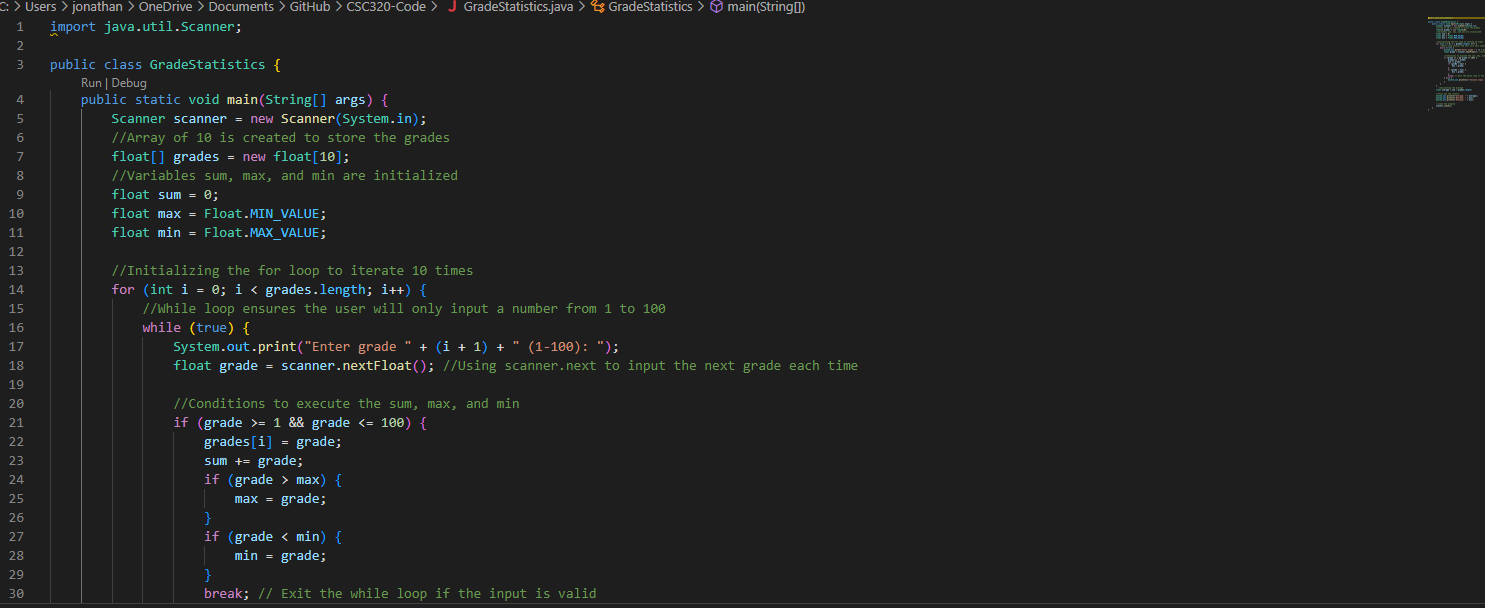 C: > Users > jonathan > OneDrive > Documents > GitHub > CSC320-Code > J GradeStatistics.java > GradeStatistics > main(String[])
1 import java.util.Scanner;
2
3 public class GradeStatistics {
Run | Debug
4 public static void main(String[] args) {
5 Scanner scanner = new Scanner(System.in);
6 //Array of 10 is created to store the grades
7 float[] grades = new float[10];
8 //Variables sum, max, and min are initialized
9 float sum = 0;
10 float max = Float.MIN_VALUE;
11 float min = Float.MAX_VALUE;
12
13 //Initializing the for loop to iterate 10 times
14 for (int i = 0; i < grades.length; i++) {
15 //While loop ensures the user will only input a number from 1 to 100
16 while (true) {
17 System.out.print("Enter grade " + (i + 1) + " (1-100): ");
18 float grade = scanner.nextFloat(); //Using scanner.next to input the next grade each time
19
20 //Conditions to execute the sum, max, and min
21 if (grade >= 1 && grade <= 100) {
22 grades[i] = grade;
23 sum += grade;
24 if (grade > max) {
25 max = grade;
26 }
27 if (grade < min) {
28 min = grade;
29 }
30 break; // Exit the while loop if the input is valid